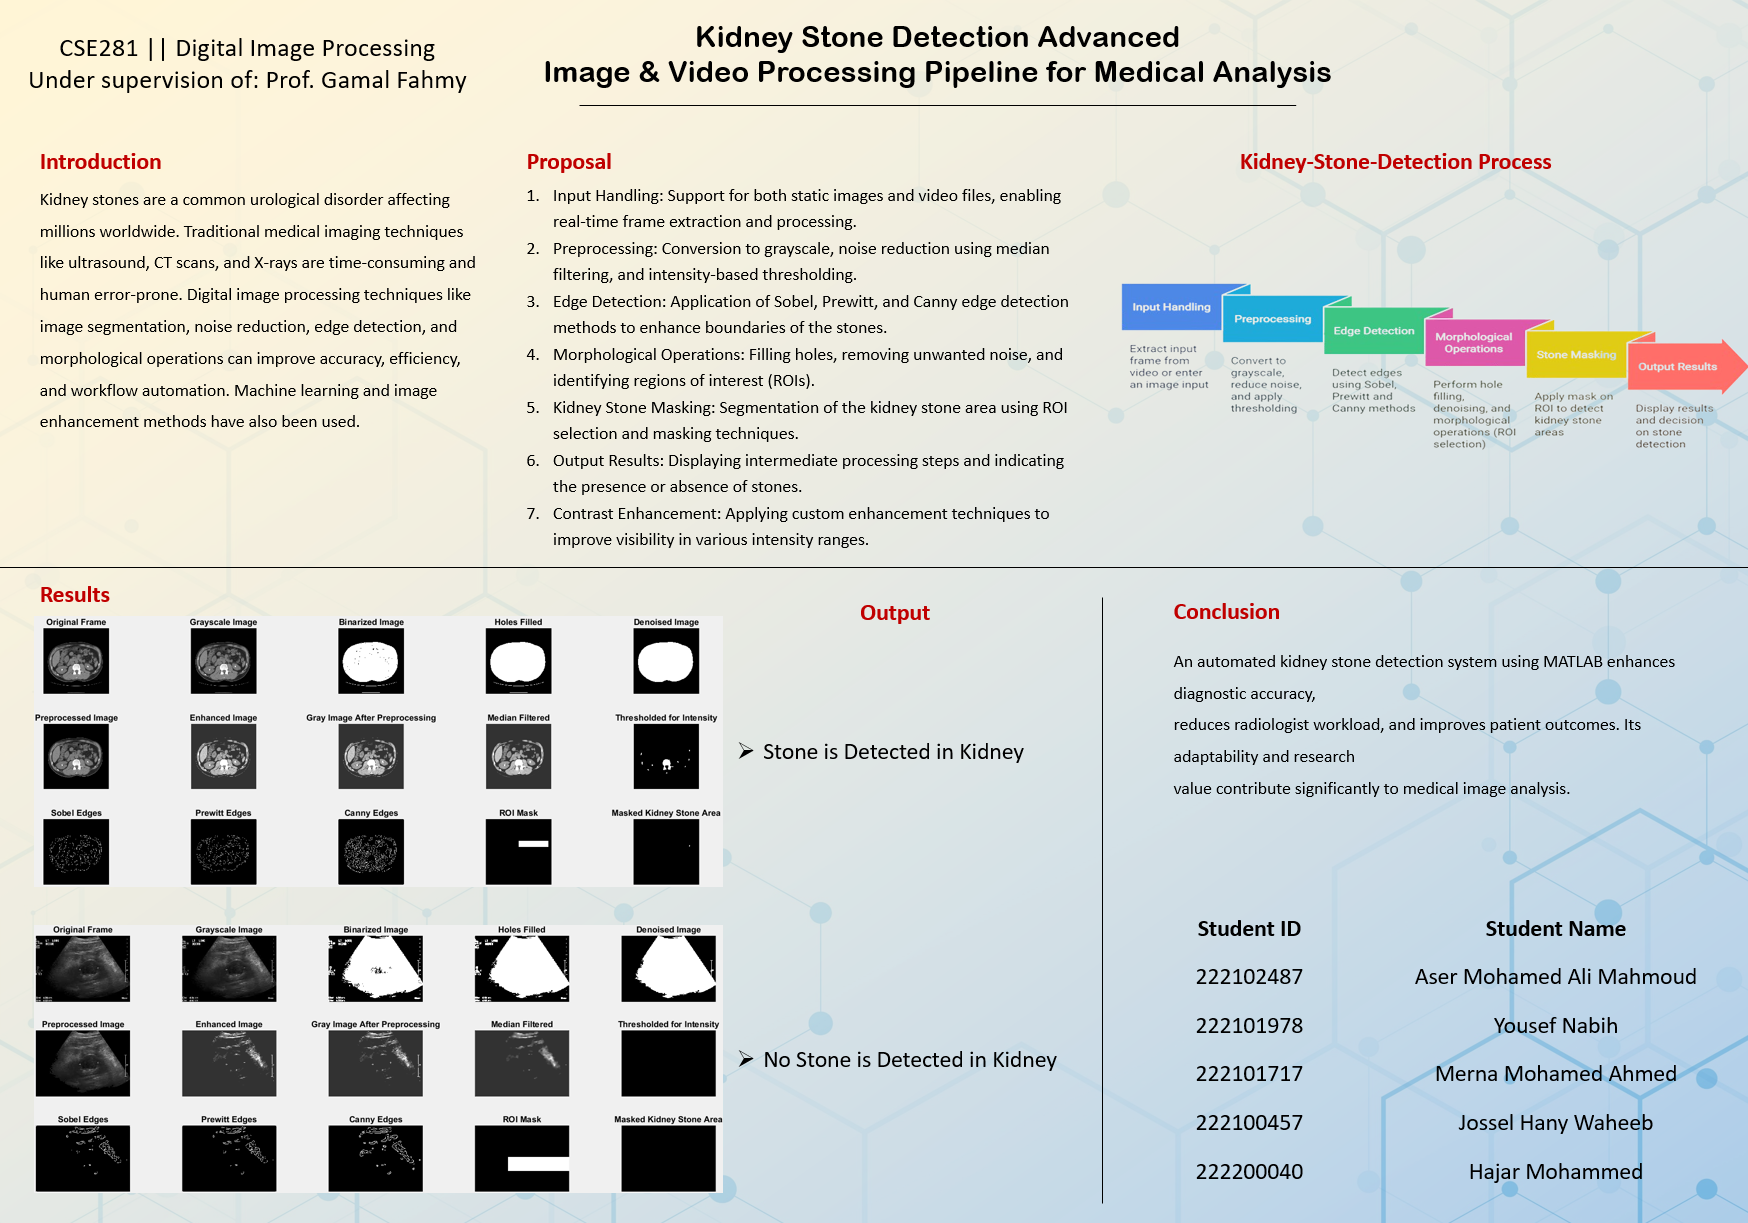 CSE281 || Digital Image Processing
Under supervision of: Prof. Gamal Fahmy
Kidney Stone Detection Advanced
Image & Video Processing Pipeline for Medical Analysis
Introduction
Kidney stones are a common urological disorder affecting
millions worldwide. Traditional medical imaging techniques
like ultrasound, CT scans, and X-rays are time-consuming and
human error-prone. Digital image processing techniques like
image segmentation, noise reduction, edge detection, and
morphological operations can improve accuracy, efficiency,
and workflow automation. Machine learning and image
enhancement methods have also been used.
Proposal
1. Input Handling: Support for both static images and video files, enabling
real-time frame extraction and processing.
2. Preprocessing: Conversion to grayscale, noise reduction using median
filtering, and intensity-based thresholding.
3. Edge Detection: Application of Sobel, Prewitt, and Canny edge detection
methods to enhance boundaries of the stones.
4. Morphological Operations: Filling holes, removing unwanted noise, and
identifying regions of interest (ROIs).
5. Kidney Stone Masking: Segmentation of the kidney stone area using ROI
selection and masking techniques.
6. Output Results: Displaying intermediate processing steps and indicating
the presence or absence of stones.
7. Contrast Enhancement: Applying custom enhancement techniques to
improve visibility in various intensity ranges.
Kidney-Stone-Detection Process
Input Handling
Extract input
frame from
video or enter
an image input
Preprocessing
Convert to
grayscale,
reduce noise,
and apply
thresholding
Edge Detection
Detect edges
using Sobel,
Prewitt and
Canny methods
Morphological
Operations
Perform hole
filling,
denoising, and
morphological
operations (ROI
selection)
Stone Masking
Apply mask on
ROI to detect
kidney stone
areas
Output Results
Display results
and decision
on stone
detection
Results
Original Frame Grayscale Image Binarized Image Holes Filled Denoised Image
Preprocessed Image Enhanced Image Gray Image After Preprocessing Median Filtered Thresholded for Intensity
Sobel Edges Prewitt Edges Canny Edges ROI Mask Masked Kidney Stone Area
Original Frame Grayscale Image Binarized Image Holes Filled Denoised Image
Preprocessed Image Enhanced Image Gray Image After Preprocessing Median Filtered Thresholded for Intensity
Sobel Edges Prewitt Edges Canny Edges ROI Mask Masked Kidney Stone Area
Output
➢ Stone is Detected in Kidney
➢ No Stone is Detected in Kidney
Conclusion
An automated kidney stone detection system using MATLAB enhances
diagnostic accuracy,
reduces radiologist workload, and improves patient outcomes. Its
adaptability and research
value contribute significantly to medical image analysis.
Student ID Student Name
222102487 Aser Mohamed Ali Mahmoud
222101978 Yousef Nabih
222101717 Merna Mohamed Ahmed
222100457 Jossel Hany Waheeb
222200040 Hajar Mohammed